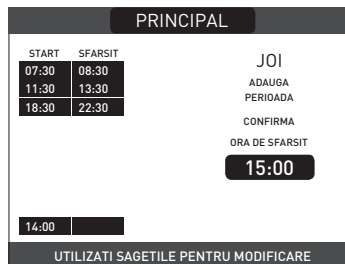 PRINCIPAL
START SFARSIT
07:30 08:30
11:30 13:30
18:30 22:30
14:00
JOI
ADAUGA
PERIOADA
CONFIRMA
ORA DE SFARSIT
15:00
UTILIZATI SAGETILE PENTRU MODIFICARE